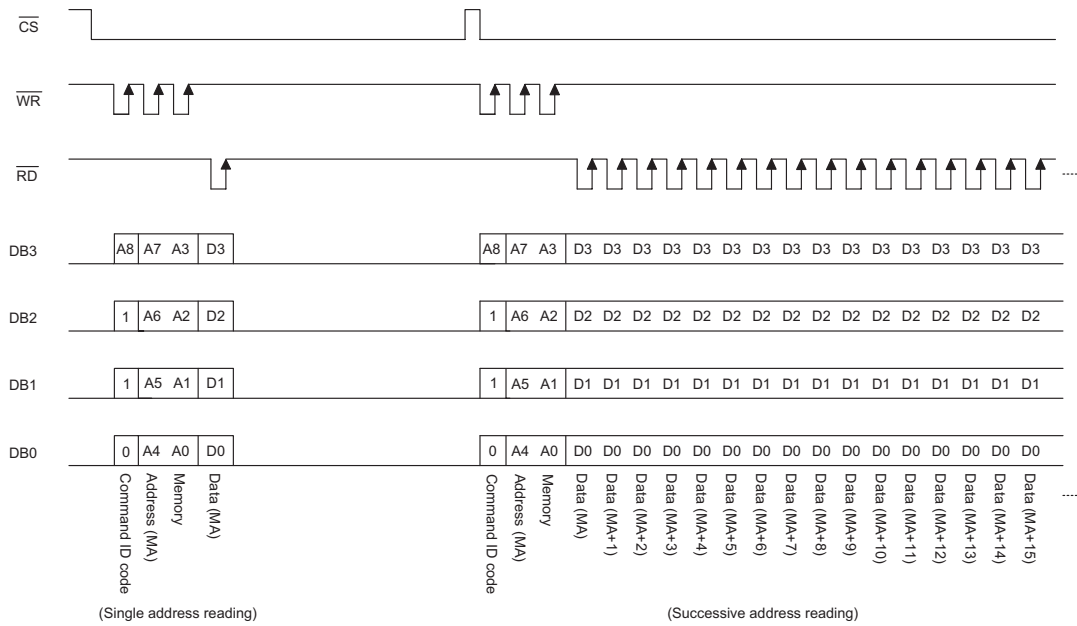 CS
WR
RD
DB3 A8 A7 A3 D3 A8 A7 A3 D3 D3 D3 D3 D3 D3 D3 D3 D3 D3 D3 D3 D3 D3 D3 D3
DB2 1 A6 A2 D2 1 A6 A2 D2 D2 D2 D2 D2 D2 D2 D2 D2 D2 D2 D2 D2 D2 D2 D2
DB1 1 A5 A1 D1 1 A5 A1 D1 D1 D1 D1 D1 D1 D1 D1 D1 D1 D1 D1 D1 D1 D1 D1
DB0 0 A4 A0 D0 0 A4 A0 D0 D0 D0 D0 D0 D0 D0 D0 D0 D0 D0 D0 D0 D0 D0 D0
Command ID code
Address (MA)
Memory
Data (MA)
Command ID code
Address (MA)
Memory
Data (MA)
Data (MA+1)
Data (MA+2)
Data (MA+3)
Data (MA+4)
Data (MA+5)
Data (MA+6)
Data (MA+7)
Data (MA+8)
Data (MA+9)
Data (MA+10)
Data (MA+11)
Data (MA+12)
Data (MA+13)
Data (MA+14)
Data (MA+15)
(Single address reading)
(Successive address reading)